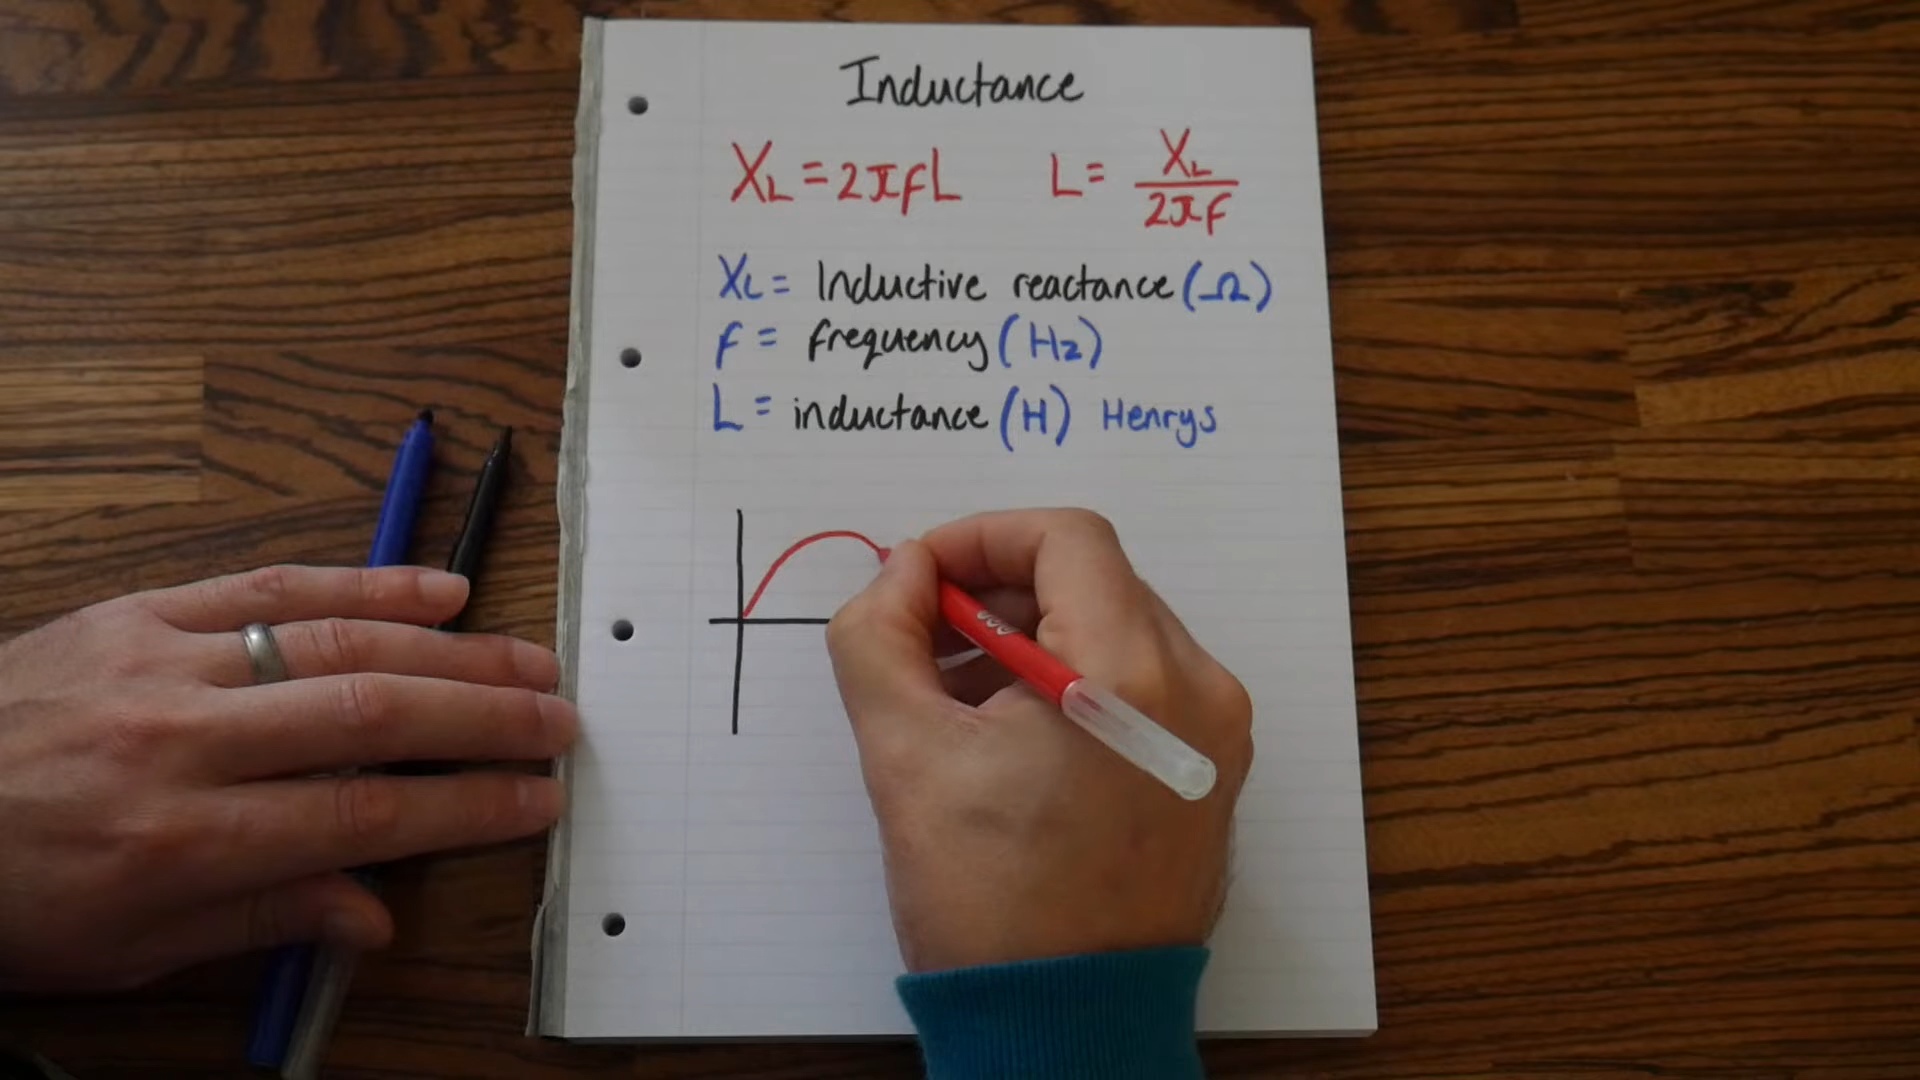 Inductance
XL = 2πfL L = XL / 2πf
XL = Inductive reactance (Ω)
f = frequency (Hz)
L = inductance (H) Henrys